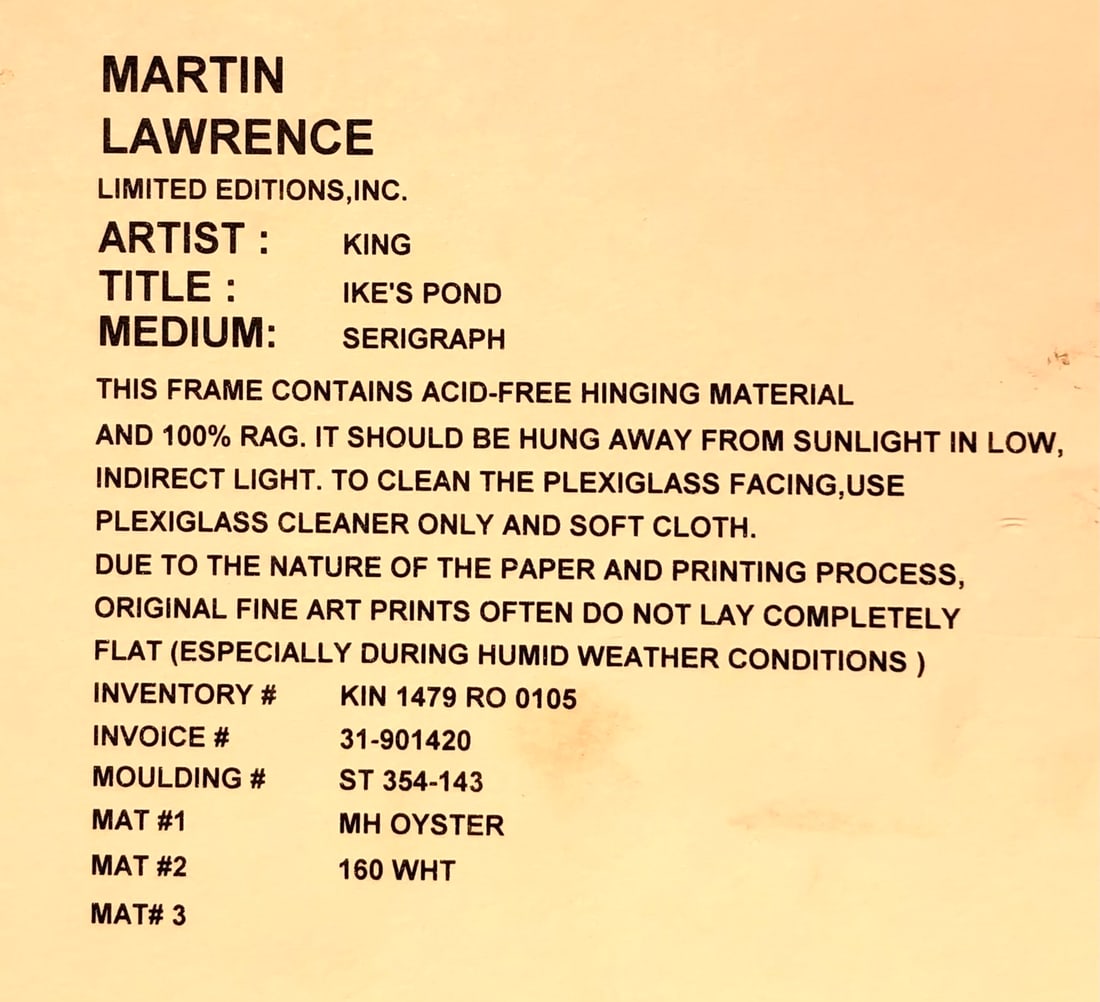 MARTIN
LAWRENCE
LIMITED EDITIONS,INC.
ARTIST : KING
TITLE : IKE'S POND
MEDIUM: SERIGRAPH
THIS FRAME CONTAINS ACID-FREE HINGING MATERIAL
AND 100% RAG. IT SHOULD BE HUNG AWAY FROM SUNLIGHT IN LOW,
INDIRECT LIGHT. TO CLEAN THE PLEXIGLASS FACING,USE
PLEXIGLASS CLEANER ONLY AND SOFT CLOTH.
DUE TO THE NATURE OF THE PAPER AND PRINTING PROCESS,
ORIGINAL FINE ART PRINTS OFTEN DO NOT LAY COMPLETELY
FLAT (ESPECIALLY DURING HUMID WEATHER CONDITIONS )
INVENTORY # KIN 1479 RO 0105
INVOICE # 31-901420
MOULDING # ST 354-143
MAT #1 MH OYSTER
MAT #2 160 WHT
MAT# 3